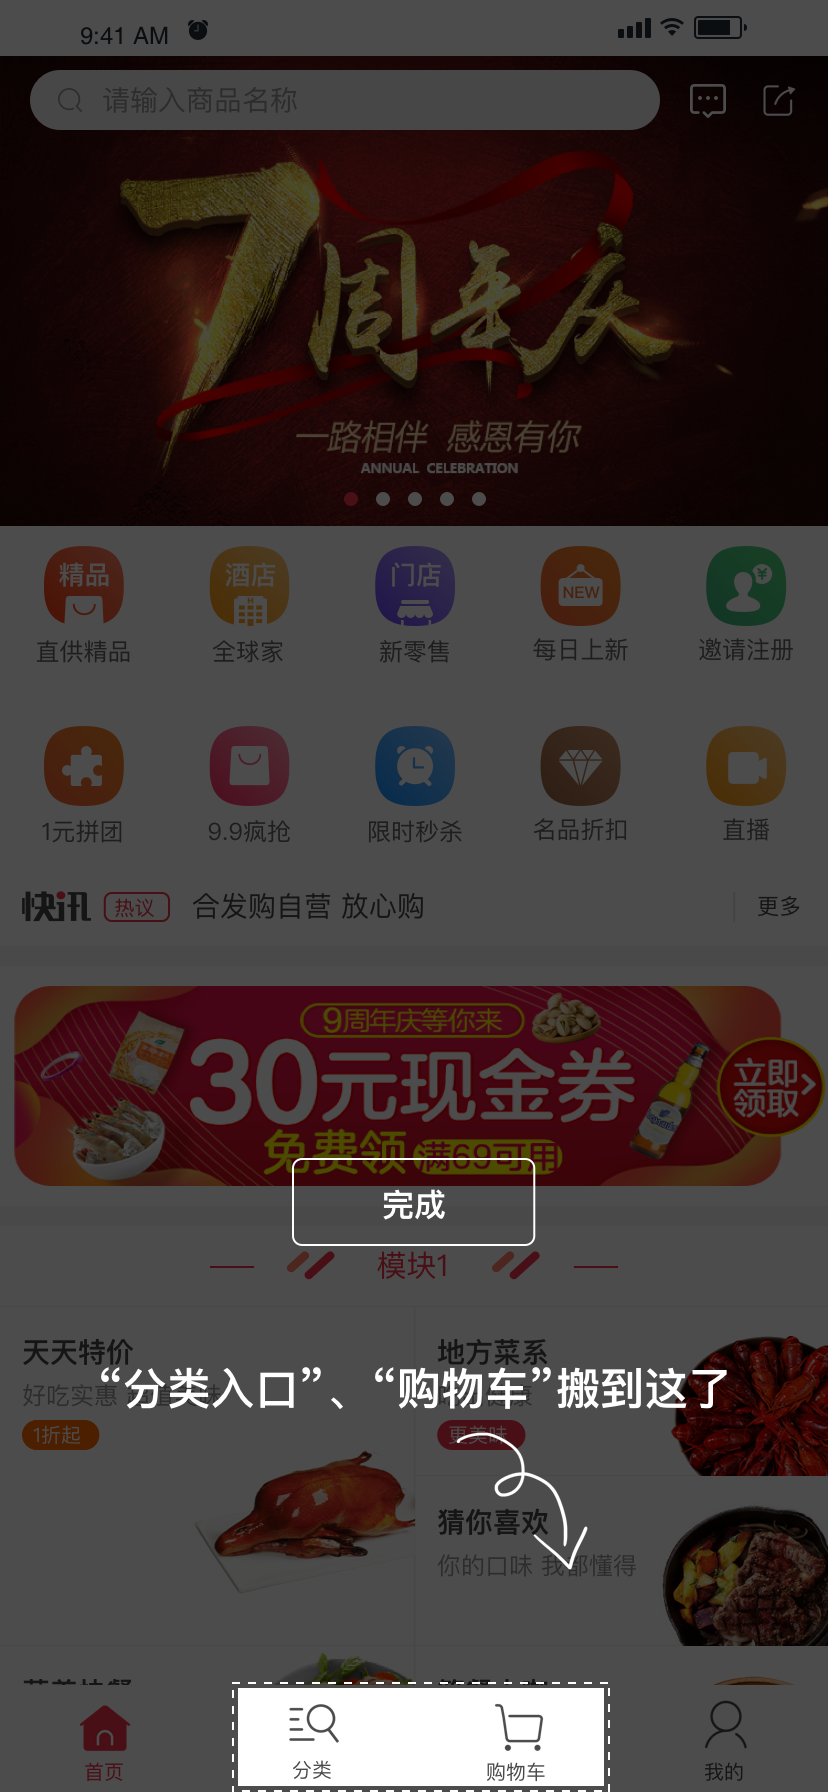 9:41 AM
请输入商品名称
7周年庆
一路相伴 感恩有你
ANNUAL CELEBRATION
精品 酒店 门店 NEW ¥
直供精品 全球家 新零售 每日上新 邀请注册
1元拼团 9.9疯抢 限时秒杀 名品折扣 直播
快讯 热议 合发购自营 放心购 更多
9周年庆等你来
30元现金券
立即
领取
免费领 满69可用
完成
模块1
天天特价 地方菜系
好吃实惠
“分类入口”、“购物车”搬到这了
1折起 更美味
猜你喜欢
你的口味 我都懂得
首页 分类 购物车 我的